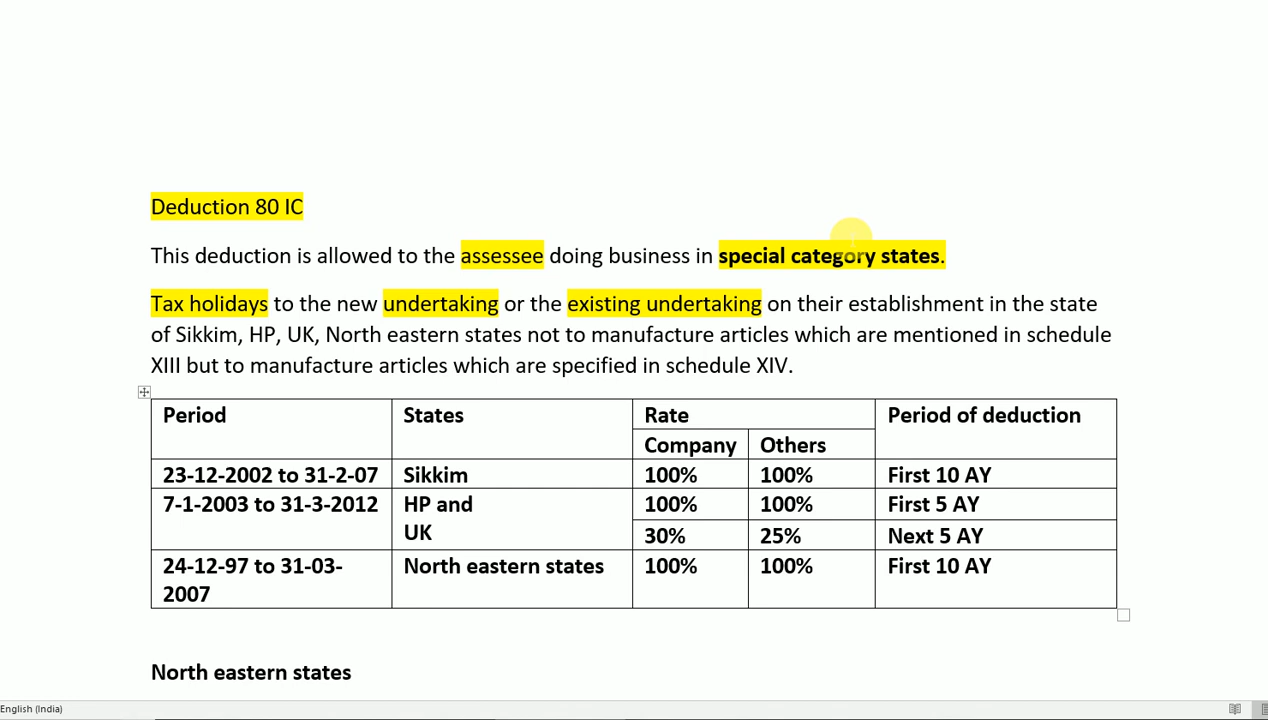 Deduction 80 IC
This deduction is allowed to the assessee doing business in special category states.
Tax holidays to the new undertaking or the existing undertaking on their establishment in the state
of Sikkim, HP, UK, North eastern states not to manufacture articles which are mentioned in schedule
XIII but to manufacture articles which are specified in schedule XIV.
Period States Rate Period of deduction
Company Others
23-12-2002 to 31-2-07 Sikkim 100% 100% First 10 AY
7-1-2003 to 31-3-2012 HP and 100% 100% First 5 AY
UK 30% 25% Next 5 AY
24-12-97 to 31-03- North eastern states 100% 100% First 10 AY
2007
North eastern states
English (India)